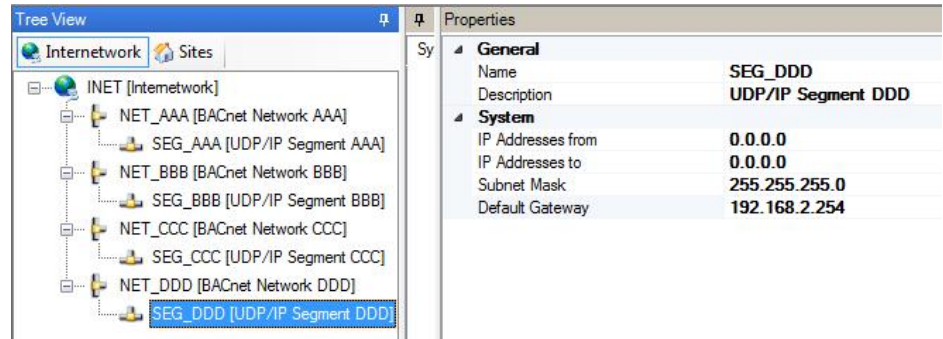 Tree View
Internetwork Sites
INET [Internetwork]
NET_AAA [BACnet Network AAA]
SEG_AAA [UDP/IP Segment AAA]
NET_BBB [BACnet Network BBB]
SEG_BBB [UDP/IP Segment BBB]
NET_CCC [BACnet Network CCC]
SEG_CCC [UDP/IP Segment CCC]
NET_DDD [BACnet Network DDD]
SEG_DDD [UDP/IP Segment DDD]
Sy
Properties
General
Name SEG_DDD
Description UDP/IP Segment DDD
System
IP Addresses from 0.0.0.0
IP Addresses to 0.0.0.0
Subnet Mask 255.255.255.0
Default Gateway 192.168.2.254